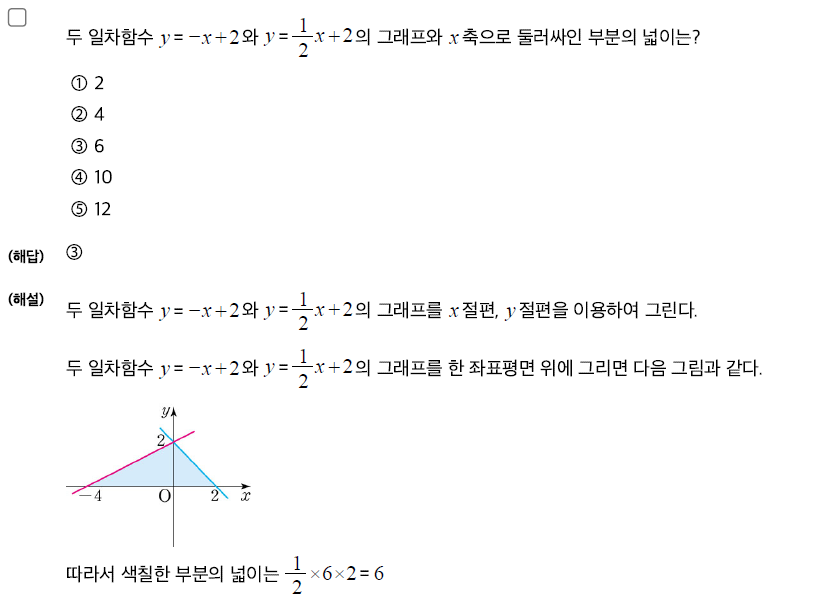 두 일차함수 y=-x+2와 y=1/2x+2의 그래프와 x축으로 둘러싸인 부분의 넓이는?
① 2
② 4
③ 6
④ 10
⑤ 12
(해답) ③
(해설) 두 일차함수 y=-x+2와 y=1/2x+2의 그래프를 x절편, y절편을 이용하여 그린다.
두 일차함수 y=-x+2와 y=1/2x+2의 그래프를 한 좌표평면 위에 그리면 다음 그림과 같다.
y
2
-4 O 2 x
따라서 색칠한 부분의 넓이는 1/2×6×2=6